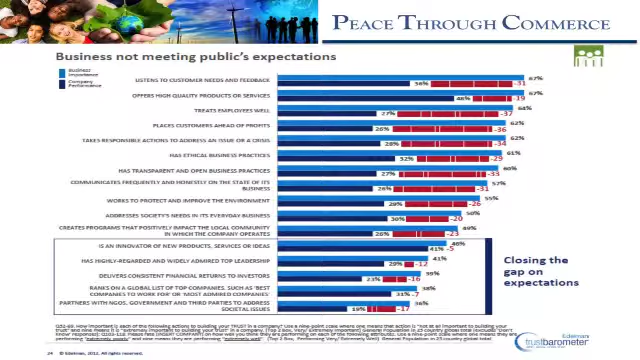 PEACE THROUGH COMMERCE
Business not meeting public's expectations
Business
Importance
Company
Performance
LISTENS TO CUSTOMER NEEDS AND FEEDBACK 67% 36% -31
OFFERS HIGH QUALITY PRODUCTS OR SERVICES 67% 48% -19
TREATS EMPLOYEES WELL 64% 27% -37
PLACES CUSTOMERS AHEAD OF PROFITS 62% 26% -36
TAKES RESPONSIBLE ACTIONS TO ADDRESS AN ISSUE OR A CRISIS 62% 28% -34
HAS ETHICAL BUSINESS PRACTICES 61% 32% -29
HAS TRANSPARENT AND OPEN BUSINESS PRACTICES 60% 27% -33
COMMUNICATES FREQUENTLY AND HONESTLY ON THE STATE OF ITS
BUSINESS 57% 26% -31
WORKS TO PROTECT AND IMPROVE THE ENVIRONMENT 55% 29% -26
ADDRESSES SOCIETY'S NEEDS IN ITS EVERYDAY BUSINESS 50% 30% -20
CREATES PROGRAMS THAT POSITIVELY IMPACT THE LOCAL COMMUNITY
IN WHICH THE COMPANY OPERATES 49% 26% -23
IS AN INNOVATOR OF NEW PRODUCTS, SERVICES OR IDEAS 46% 41% -5
HAS HIGHLY-REGARDED AND WIDELY ADMIRED TOP LEADERSHIP 41% 29% -12
DELIVERS CONSISTENT FINANCIAL RETURNS TO INVESTORS 39% 23% -16
RANKS ON A GLOBAL LIST OF TOP COMPANIES, SUCH AS 'BEST
COMPANIES TO WORK FOR' OR 'MOST ADMIRED COMPANIES' 38% 31% -7
PARTNERS WITH NGOS, GOVERNMENT AND THIRD PARTIES TO ADDRESS
SOCIETAL ISSUES 36% 19% -17
Closing the
gap on
expectations
24 © Edelman, 2012. All rights reserved.
Edelman
trustbarometer